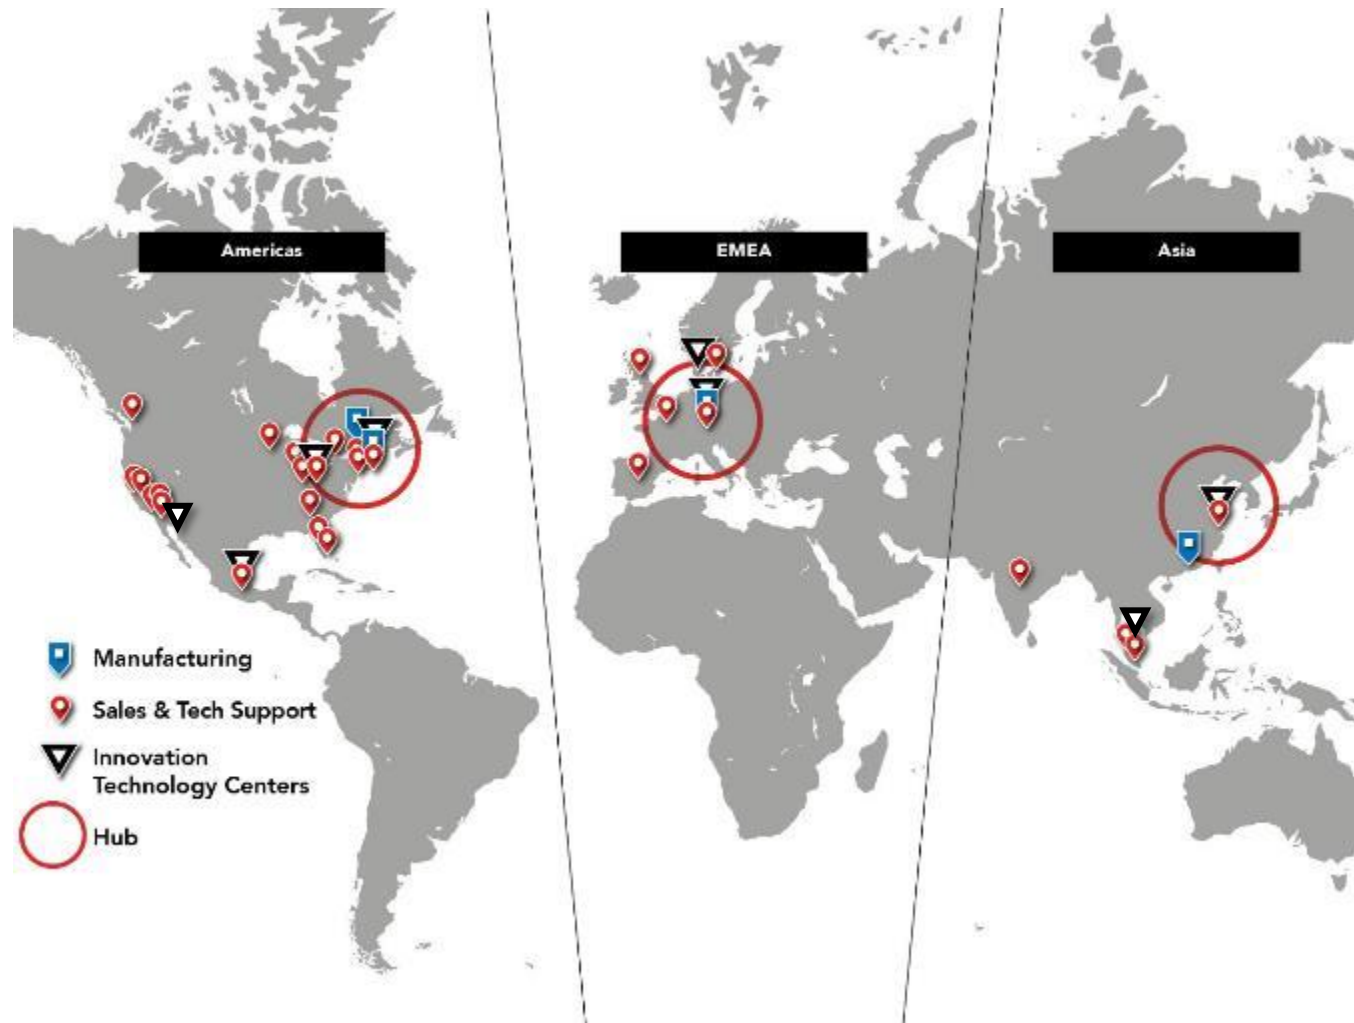 Americas
EMEA
Asia
Manufacturing
Sales & Tech Support
Innovation
Technology Centers
Hub